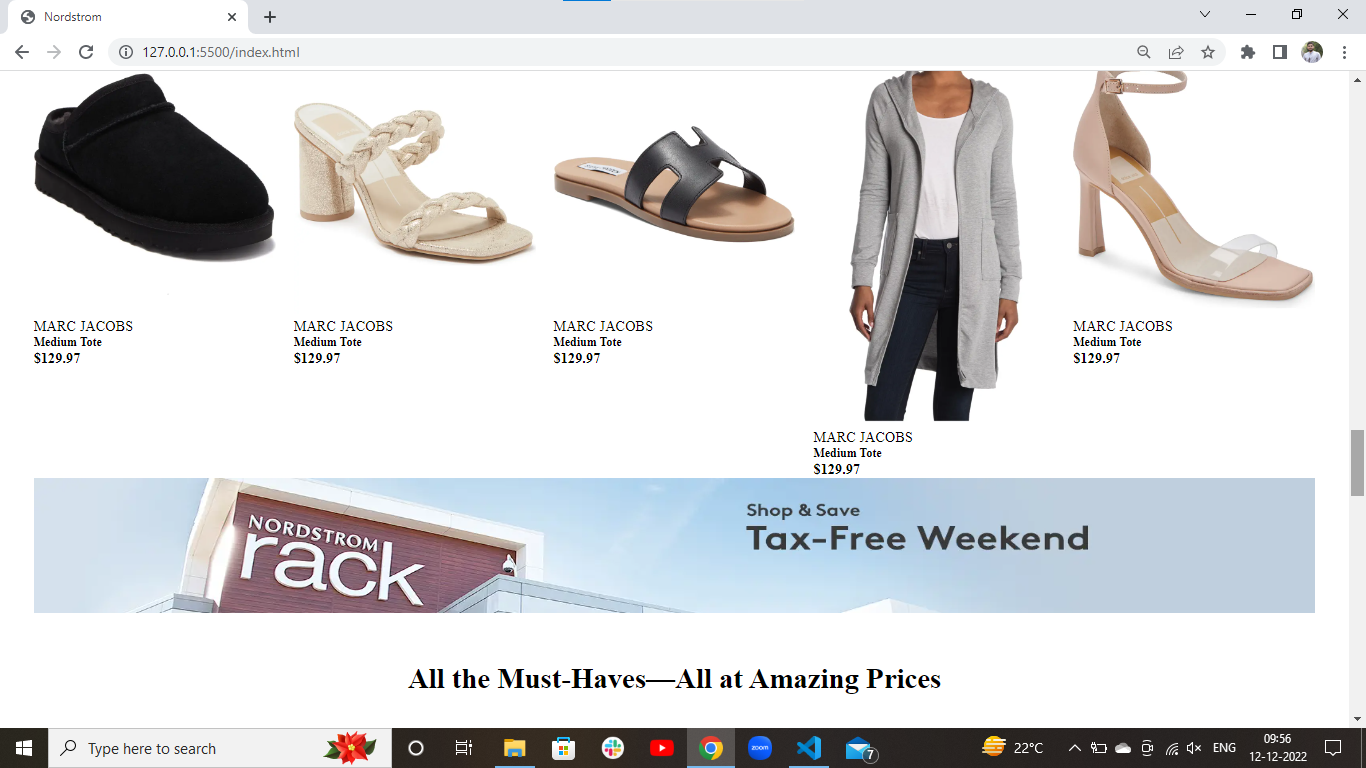 Nordstrom
127.0.0.1:5500/index.html
MARC JACOBS
Medium Tote
$129.97
MARC JACOBS
Medium Tote
$129.97
MARC JACOBS
Medium Tote
$129.97
MARC JACOBS
Medium Tote
$129.97
MARC JACOBS
Medium Tote
$129.97
NORDSTROM
rack
Shop & Save
Tax-Free Weekend
All the Must-Haves—All at Amazing Prices
Type here to search
zoom
7
22°C
ENG
09:56
12-12-2022